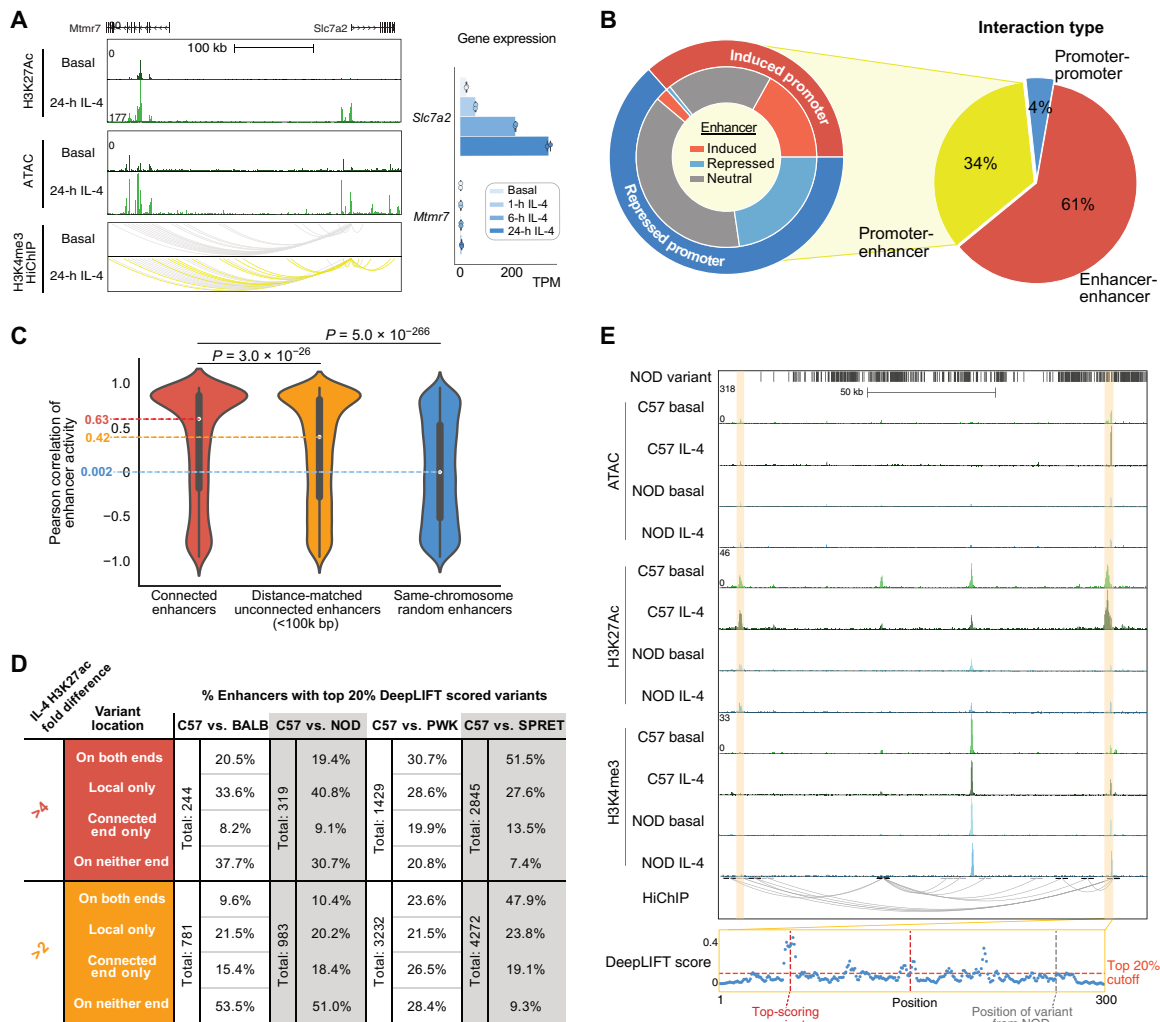 A
Mtmr7
Slc7a2
100 kb
0
177
H3K27Ac
Basal
24-h IL-4
0
ATAC
Basal
24-h IL-4
H3K4me3
HiChIP
Basal
24-h IL-4
Gene expression
Slc7a2
Mtmr7
Basal
1-h IL-4
6-h IL-4
24-h IL-4
0
200
TPM
B
Induced promoter
Repressed promoter
Enhancer
Induced
Repressed
Neutral
Interaction type
Promoter-
promoter
4%
34%
61%
Promoter-
enhancer
Enhancer-
enhancer
C
P = 5.0 × 10−266
P = 3.0 × 10−26
Pearson correlation of
enhancer activity
1.0
0.63
0.5
0.42
0.002
0
−0.5
−1.0
Connected
enhancers
Distance-matched
unconnected enhancers
(<100k bp)
Same-chromosome
random enhancers
D
IL-4 H3K27ac
fold difference
Variant
location
% Enhancers with top 20% DeepLIFT scored variants
C57 vs. BALB C57 vs. NOD C57 vs. PWK C57 vs. SPRET
>4
Total: 244 Total: 319 Total: 1429 Total: 2845
On both ends 20.5% 19.4% 30.7% 51.5%
Local only 33.6% 40.8% 28.6% 27.6%
Connected
end only 8.2% 9.1% 19.9% 13.5%
On neither end 37.7% 30.7% 20.8% 7.4%
>2
Total: 781 Total: 983 Total: 3232 Total: 4272
On both ends 9.6% 10.4% 23.6% 47.9%
Local only 21.5% 20.2% 21.5% 23.8%
Connected
end only 15.4% 18.4% 26.5% 19.1%
On neither end 53.5% 51.0% 28.4% 9.3%
E
NOD variant
318
50 kb
0
ATAC
C57 basal
C57 IL-4
NOD basal
NOD IL-4
46
0
H3K27Ac
C57 basal
C57 IL-4
NOD basal
NOD IL-4
33
0
H3K4me3
C57 basal
C57 IL-4
NOD basal
NOD IL-4
HiChIP
DeepLIFT score
0.4
0
Top 20%
cutoff
1
Position
300
Top-scoring
Position of variant
from NOD